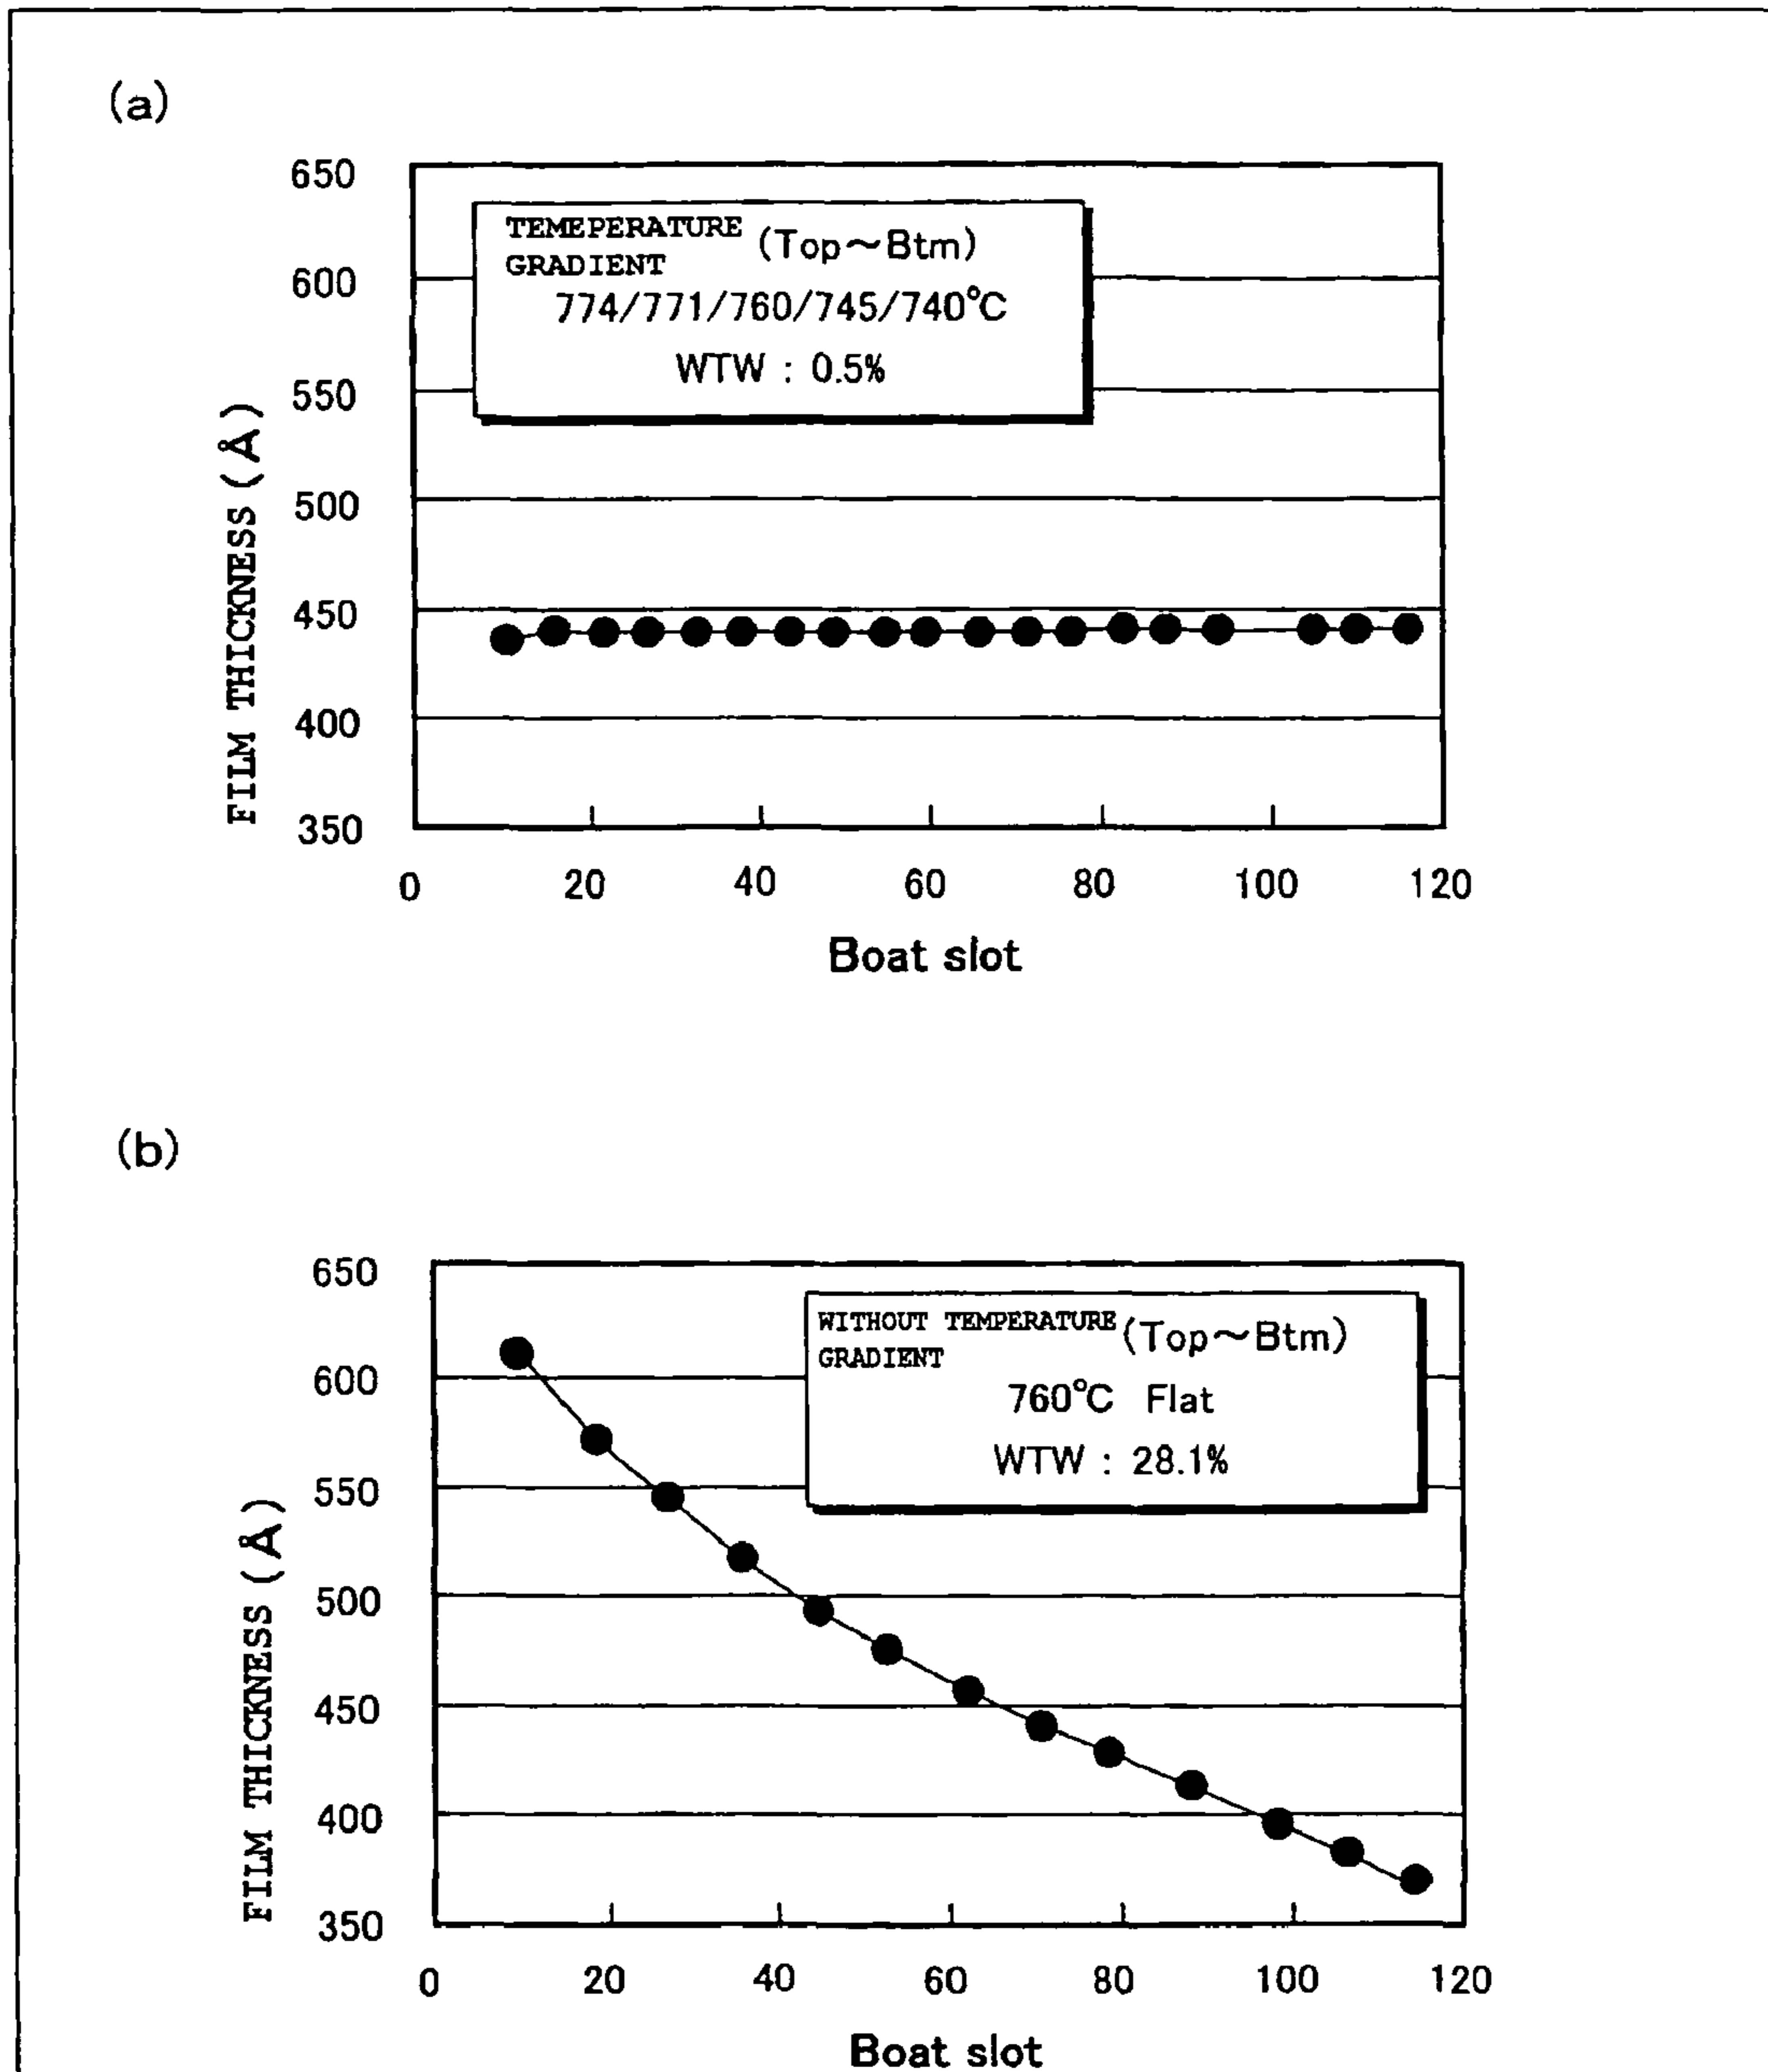 (a)
650
600
550
500
450
400
350
FILM THICKNESS (Å)
TEMEPERATURE (Top~Btm)
GRADIENT
774/771/760/745/740°C
WTW : 0.5%
0 20 40 60 80 100 120
Boat slot
(b)
650
600
550
500
450
400
350
FILM THICKNESS (Å)
WITHOUT TEMPERATURE (Top~Btm)
GRADIENT
760°C Flat
WTW : 28.1%
0 20 40 60 80 100 120
Boat slot